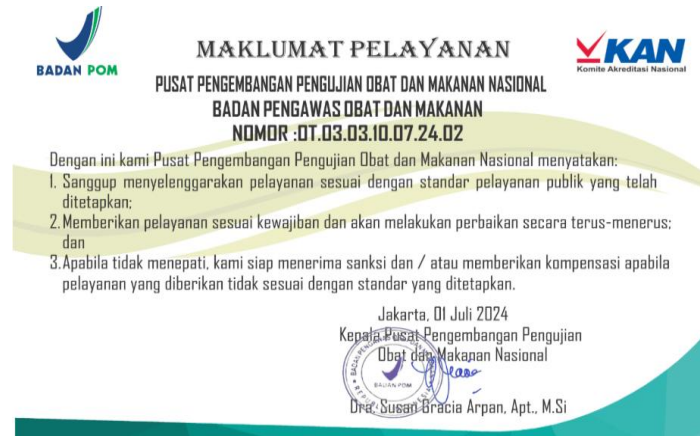 BADAN POM
MAKLUMAT PELAYANAN
KAN
Komite Akreditasi Nasional
PUSAT PENGEMBANGAN PENGUJIAN OBAT DAN MAKANAN NASIONAL
BADAN PENGAWAS OBAT DAN MAKANAN
NOMOR :OT.03.03.10.07.24.02
Dengan ini kami Pusat Pengembangan Pengujian Obat dan Makanan Nasional menyatakan:
1. Sanggup menyelenggarakan pelayanan sesuai dengan standar pelayanan publik yang telah
ditetapkan;
2. Memberikan pelayanan sesuai kewajiban dan akan melakukan perbaikan secara terus-menerus;
dan
3. Apabila tidak menepati, kami siap menerima sanksi dan / atau memberikan kompensasi apabila
pelayanan yang diberikan tidak sesuai dengan standar yang ditetapkan.
Jakarta, 01 Juli 2024
Kepala Pusat Pengembangan Pengujian
Obat dan Makanan Nasional
BADAN POM
Dra. Susan Gracia Arpan, Apt., M.Si